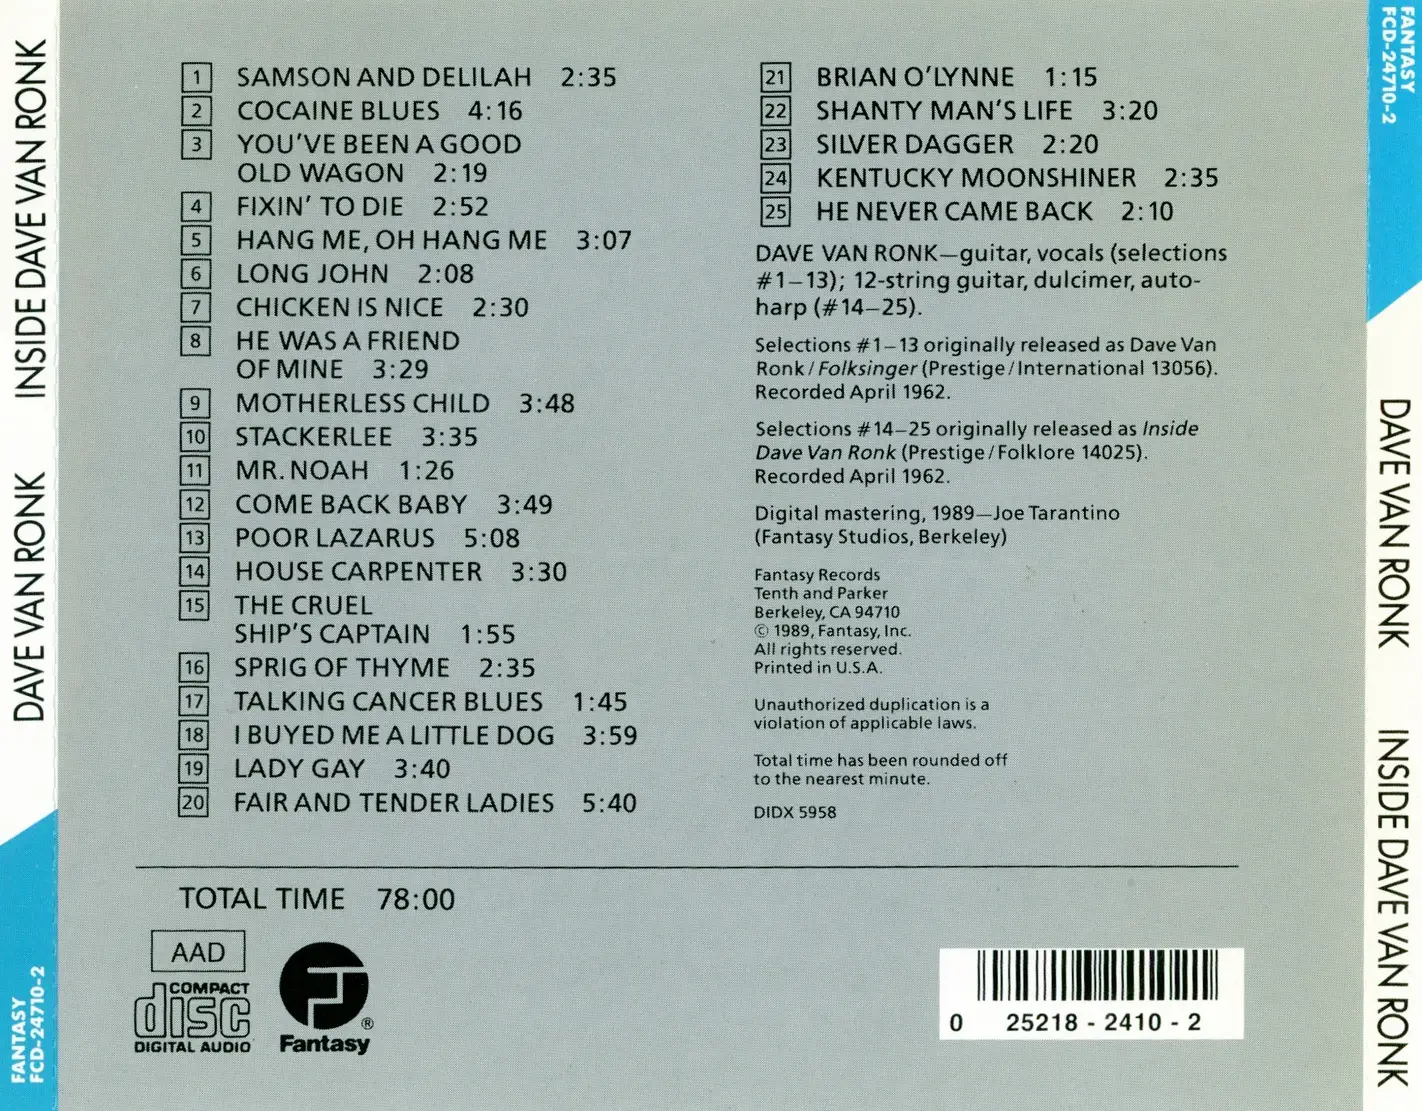 DAVE VAN RONK INSIDE DAVE VAN RONK
FANTASY
FCD-24710-2
1 SAMSON AND DELILAH 2:35
2 COCAINE BLUES 4:16
3 YOU'VE BEEN A GOOD
OLD WAGON 2:19
4 FIXIN' TO DIE 2:52
5 HANG ME, OH HANG ME 3:07
6 LONG JOHN 2:08
7 CHICKEN IS NICE 2:30
8 HE WAS A FRIEND
OF MINE 3:29
9 MOTHERLESS CHILD 3:48
10 STACKERLEE 3:35
11 MR. NOAH 1:26
12 COME BACK BABY 3:49
13 POOR LAZARUS 5:08
14 HOUSE CARPENTER 3:30
15 THE CRUEL
SHIP'S CAPTAIN 1:55
16 SPRIG OF THYME 2:35
17 TALKING CANCER BLUES 1:45
18 I BUYED ME A LITTLE DOG 3:59
19 LADY GAY 3:40
20 FAIR AND TENDER LADIES 5:40
21 BRIAN O'LYNNE 1:15
22 SHANTY MAN'S LIFE 3:20
23 SILVER DAGGER 2:20
24 KENTUCKY MOONSHINER 2:35
25 HE NEVER CAME BACK 2:10
DAVE VAN RONK—guitar, vocals (selections
#1–13); 12-string guitar, dulcimer, auto-
harp (#14–25).
Selections #1–13 originally released as Dave Van
Ronk/Folksinger (Prestige/International 13056).
Recorded April 1962.
Selections #14–25 originally released as Inside
Dave Van Ronk (Prestige/Folklore 14025).
Recorded April 1962.
Digital mastering, 1989—Joe Tarantino
(Fantasy Studios, Berkeley)
Fantasy Records
Tenth and Parker
Berkeley, CA 94710
© 1989, Fantasy, Inc.
All rights reserved.
Printed in U.S.A.
Unauthorized duplication is a
violation of applicable laws.
Total time has been rounded off
to the nearest minute.
DIDX 5958
TOTAL TIME 78:00
AAD
COMPACT
disc
DIGITAL AUDIO
Fantasy ®
0 25218 - 2410 - 2
FANTASY
FCD-24710-2
DAVE VAN RONK INSIDE DAVE VAN RONK